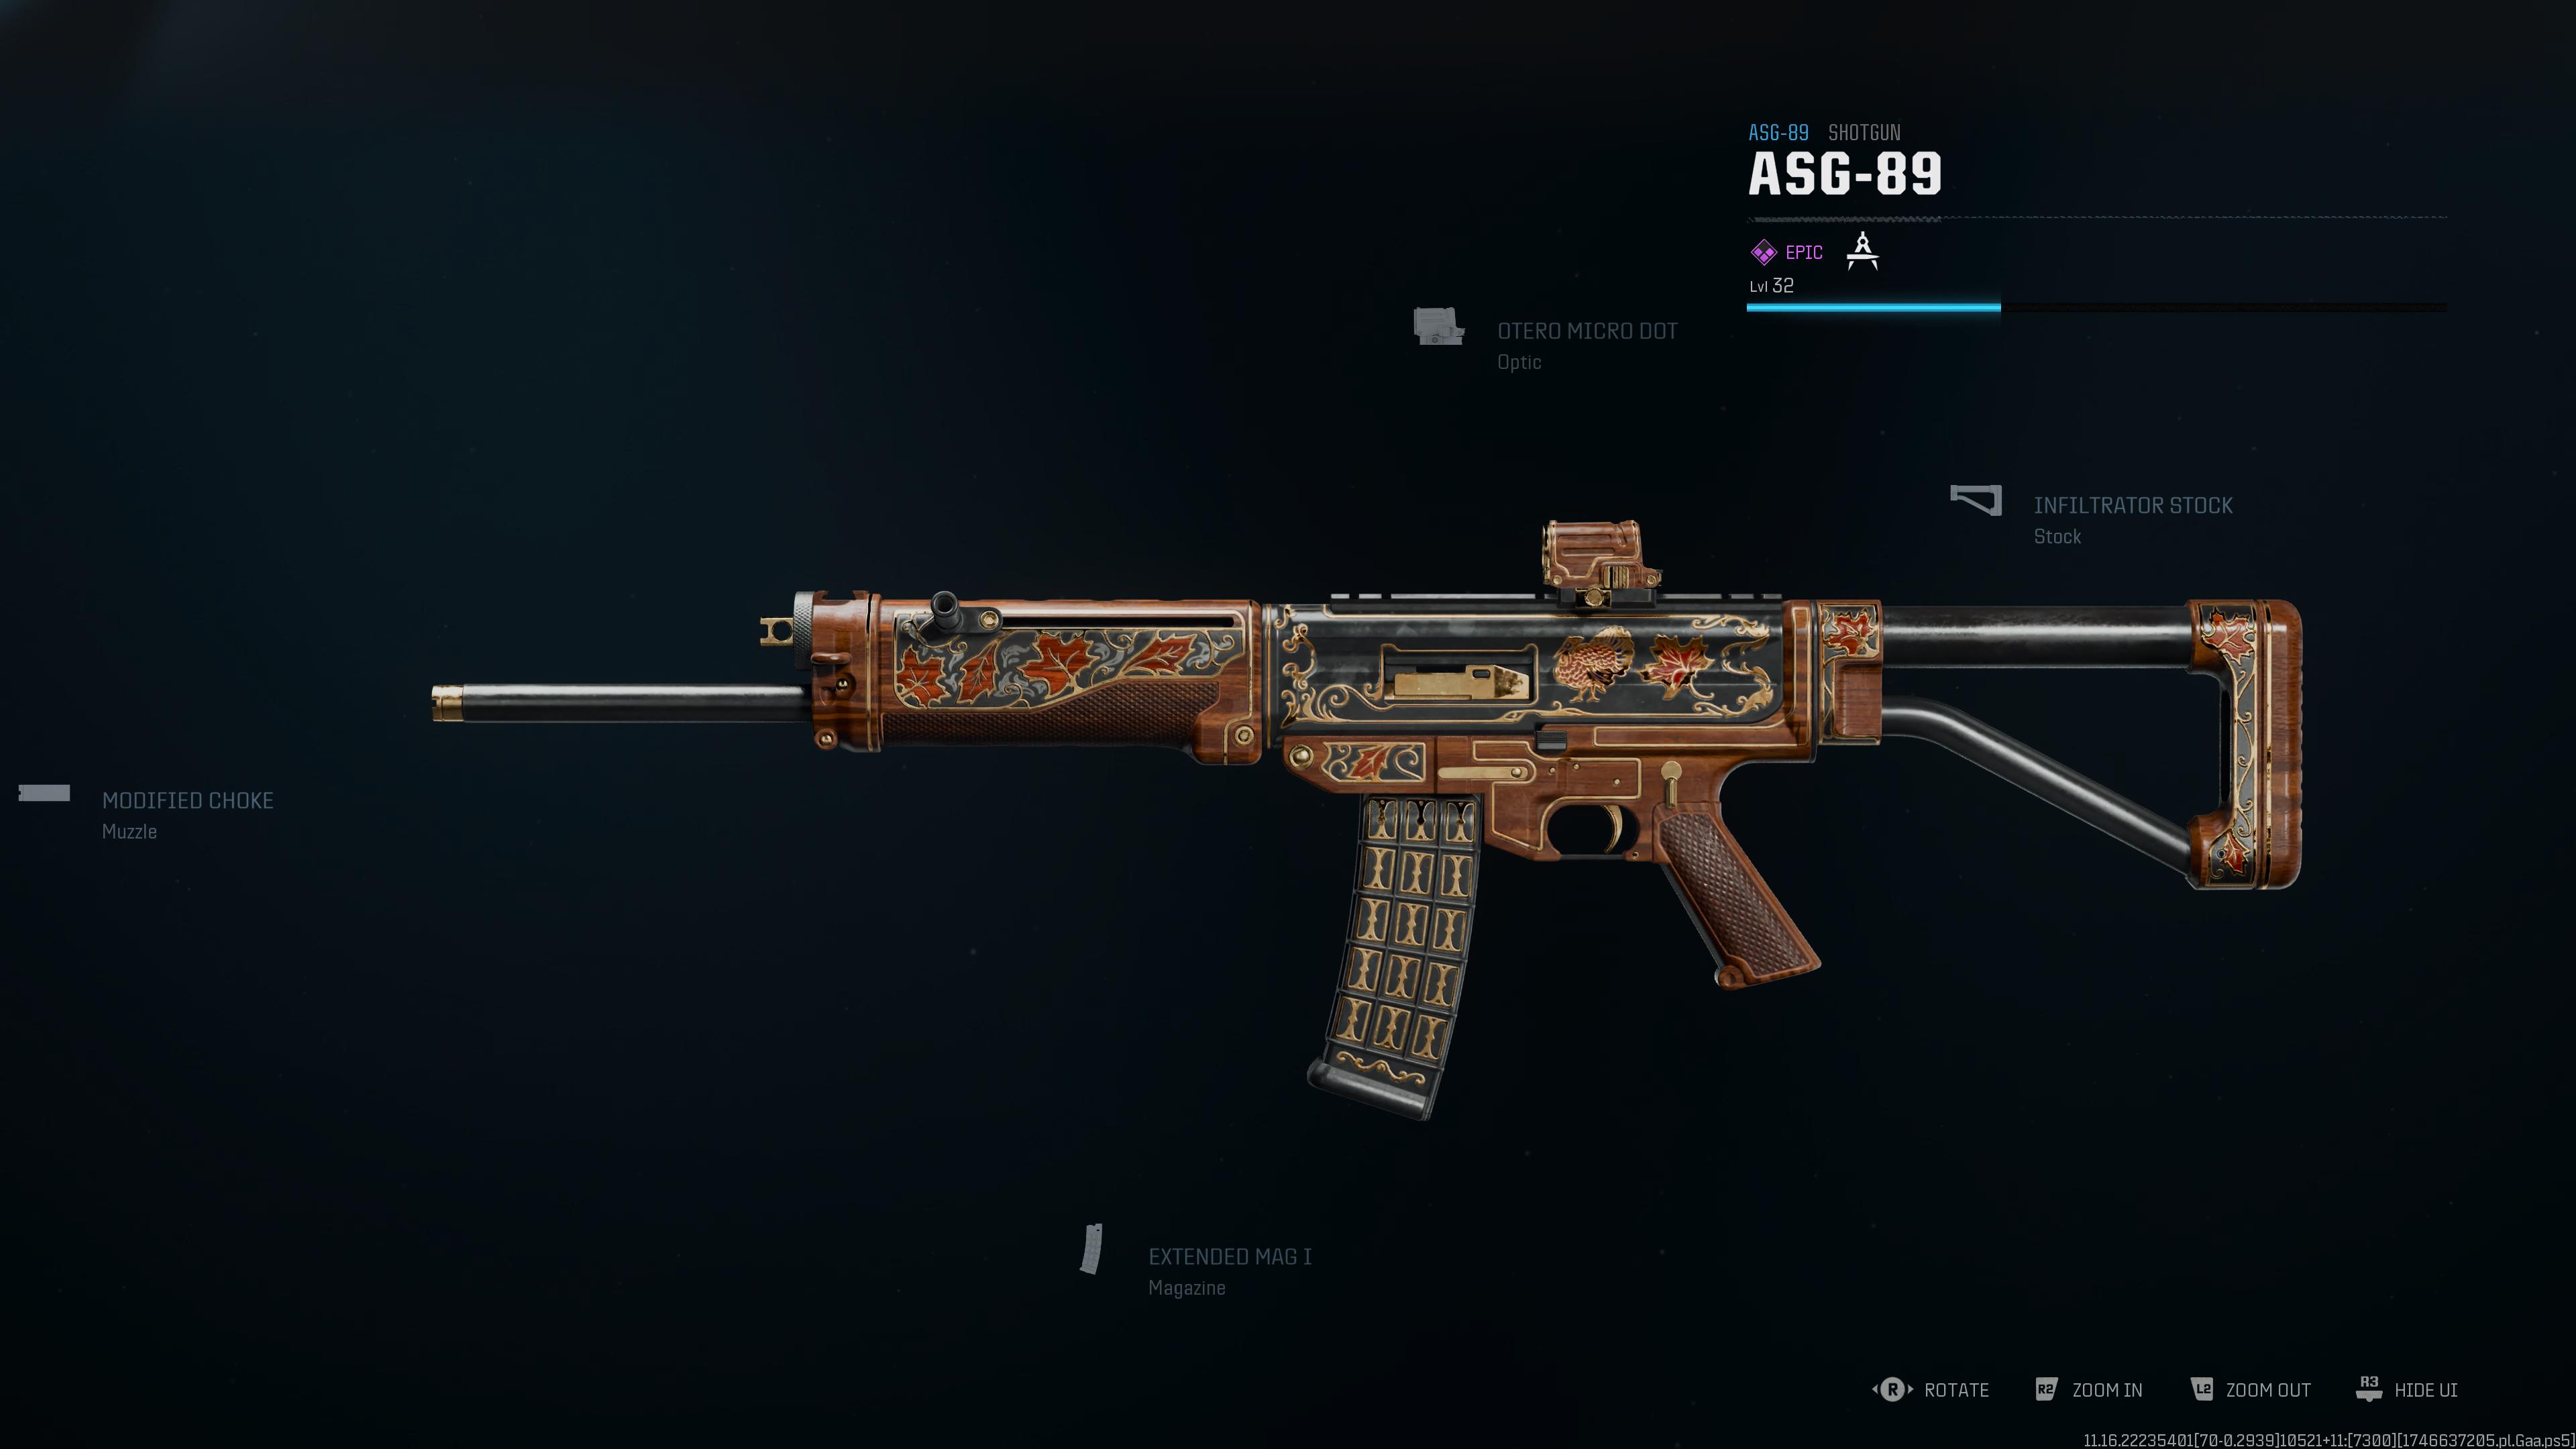 ASG-89 SHOTGUN
ASG-89
EPIC
Lvl 32
OTERO MICRO DOT
Optic
INFILTRATOR STOCK
Stock
MODIFIED CHOKE
Muzzle
EXTENDED MAG I
Magazine
R ROTATE R2 ZOOM IN L2 ZOOM OUT R3 HIDE UI
11.16.22235401[70-0.2939]10521+11:[7300][1746637205.pl.Gaa.ps5]